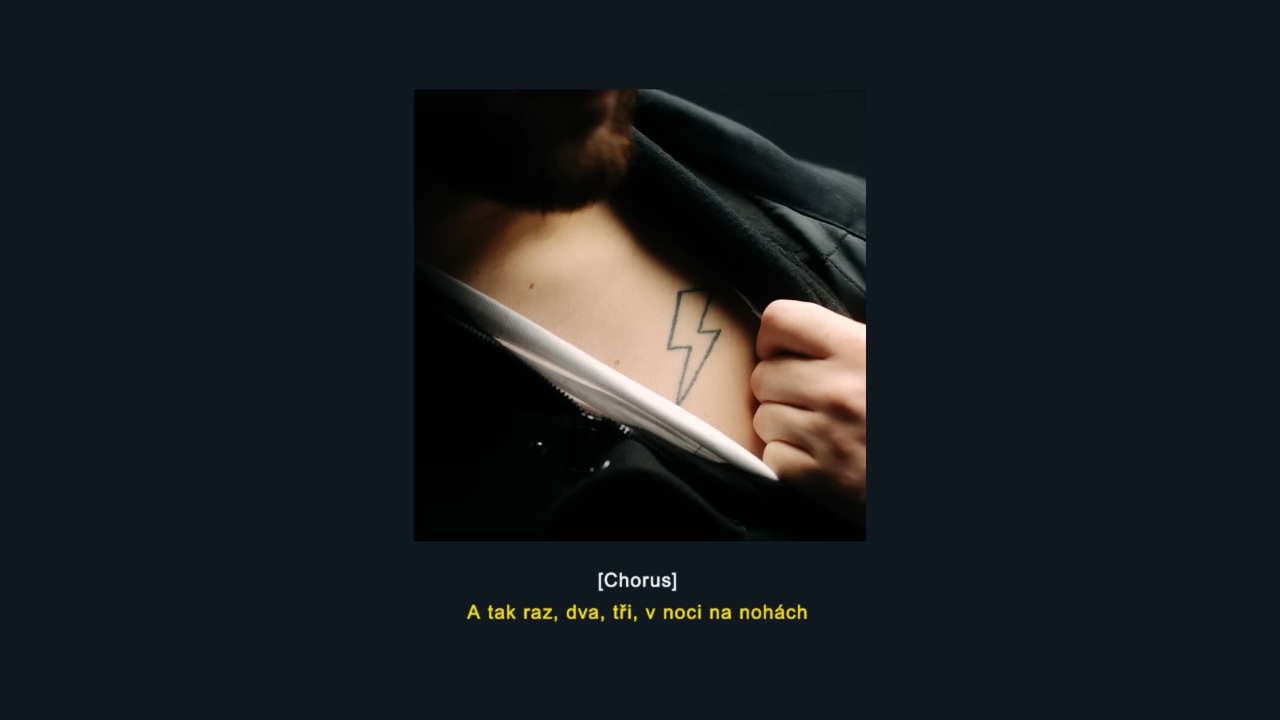 [Chorus]
A tak raz, dva, tři, v noci na nohách